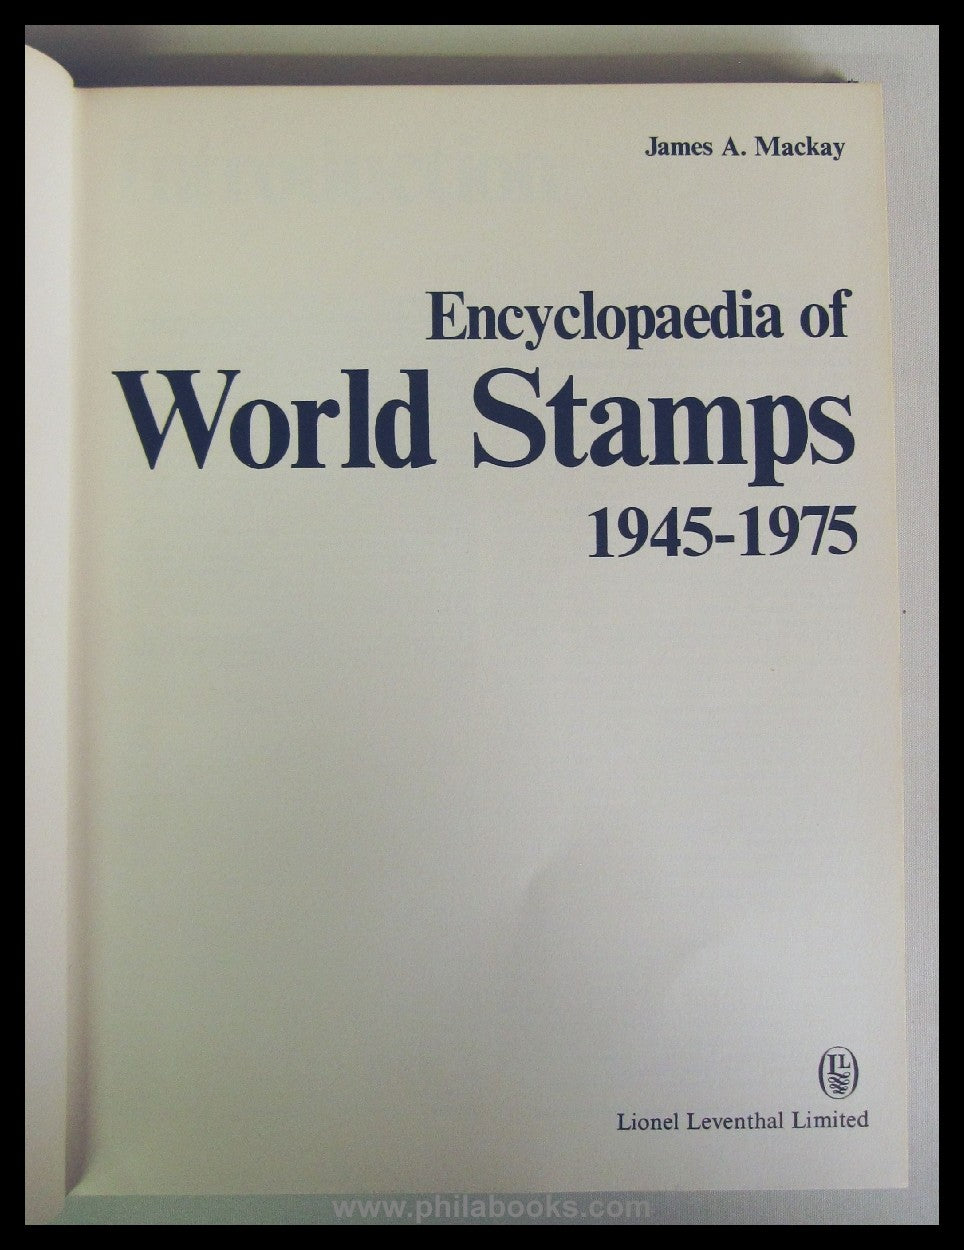 James A. Mackay
Encyclopaedia of
World Stamps
1945-1975
LL
Lionel Leventhal Limited
www.philabooks.com